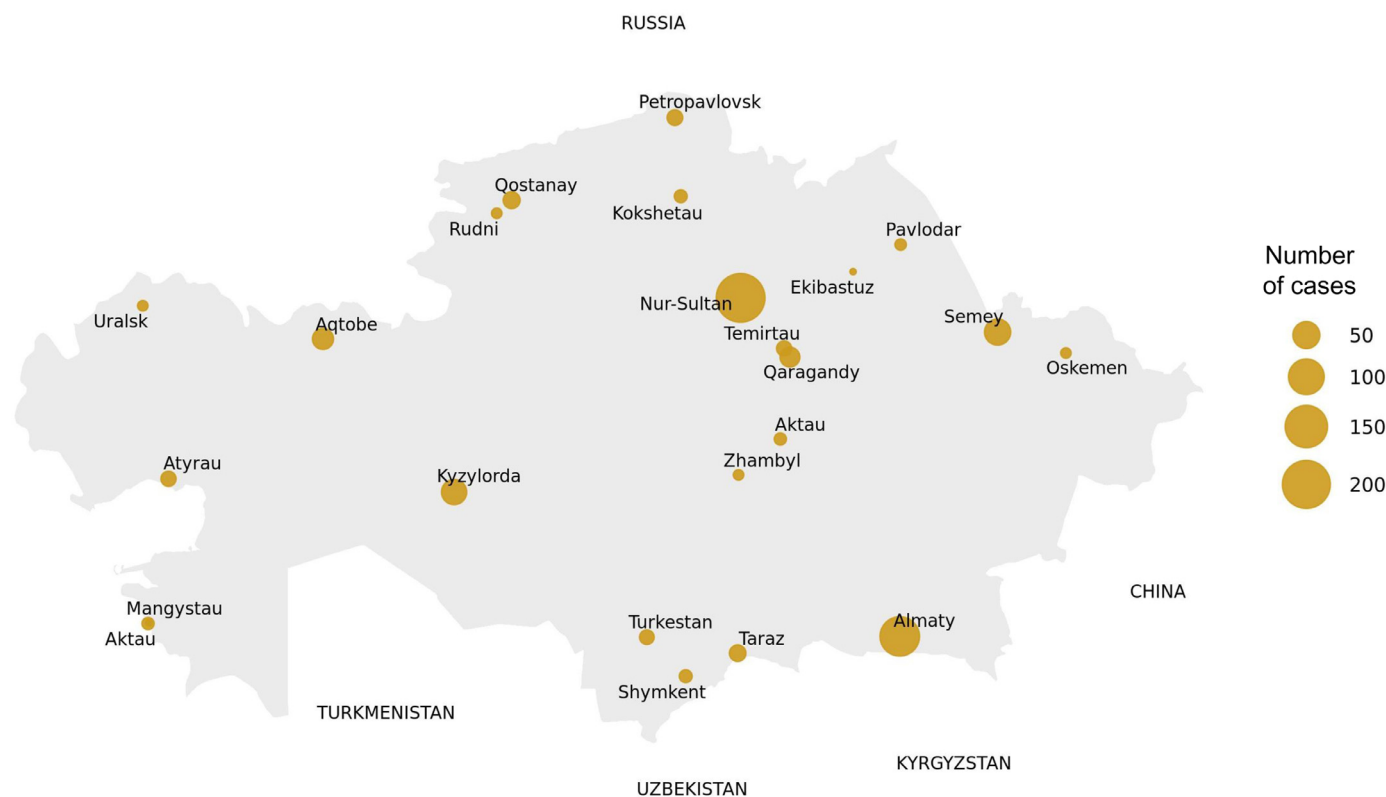 RUSSIA
Petropavlovsk
Qostanay
Rudni
Kokshetau
Pavlodar
Ekibastuz
Nur-Sultan
Uralsk
Aqtobe
Temirtau
Qaragandy
Semey
Oskemen
Aktau
Zhambyl
Atyrau
Kyzylorda
Mangystau
Aktau
Turkestan
Taraz
Shymkent
Almaty
CHINA
TURKMENISTAN
KYRGYZSTAN
UZBEKISTAN
Number
of cases
50
100
150
200